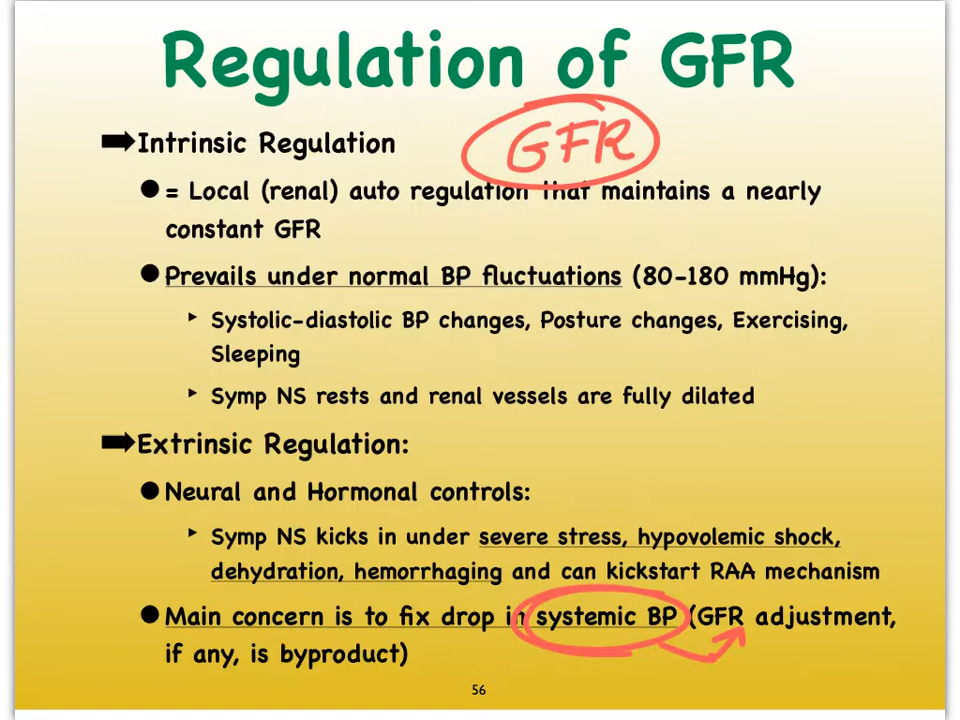 Regulation of GFR
➡Intrinsic Regulation
GFR
●= Local (renal) auto regulation that maintains a nearly
constant GFR
●Prevails under normal BP fluctuations (80-180 mmHg):
‣ Systolic-diastolic BP changes, Posture changes, Exercising,
Sleeping
‣ Symp NS rests and renal vessels are fully dilated
➡Extrinsic Regulation:
●Neural and Hormonal controls:
‣ Symp NS kicks in under severe stress, hypovolemic shock,
dehydration, hemorrhaging and can kickstart RAA mechanism
●Main concern is to fix drop in systemic BP (GFR adjustment,
if any, is byproduct)
56